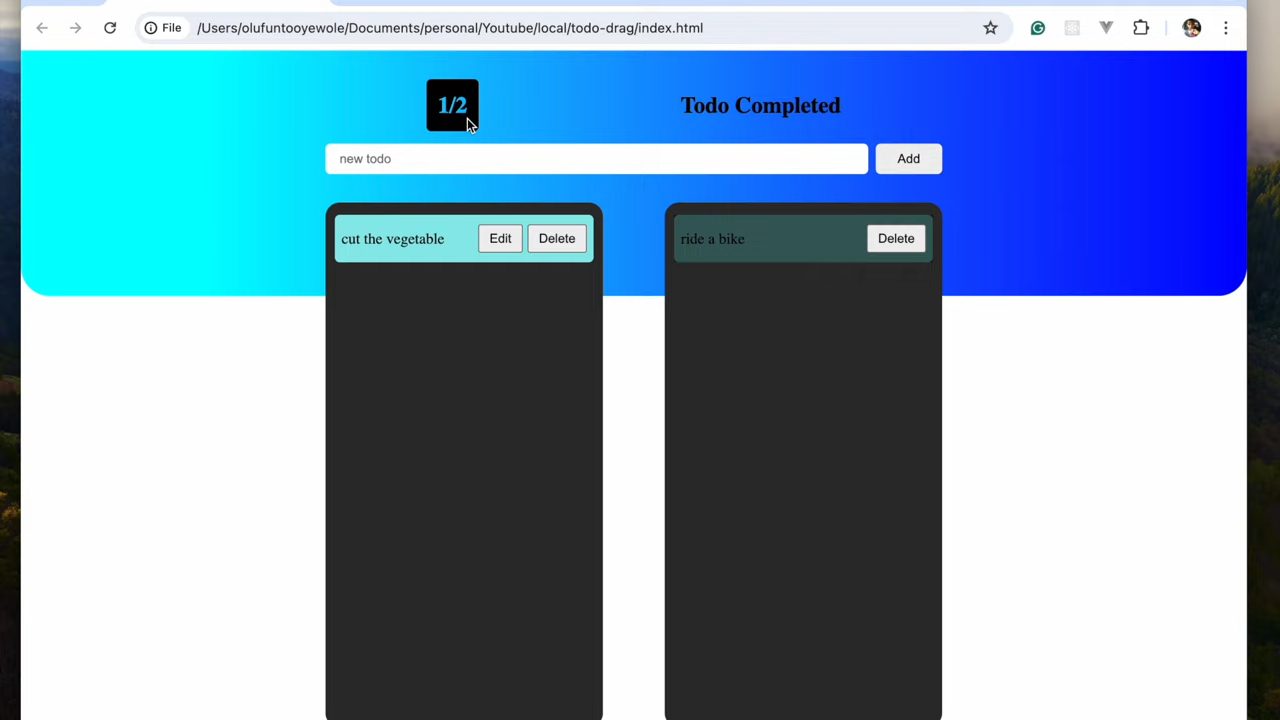 File /Users/olufuntooyewole/Documents/personal/Youtube/local/todo-drag/index.html
1/2 Todo Completed
new todo Add
cut the vegetable Edit Delete
ride a bike Delete